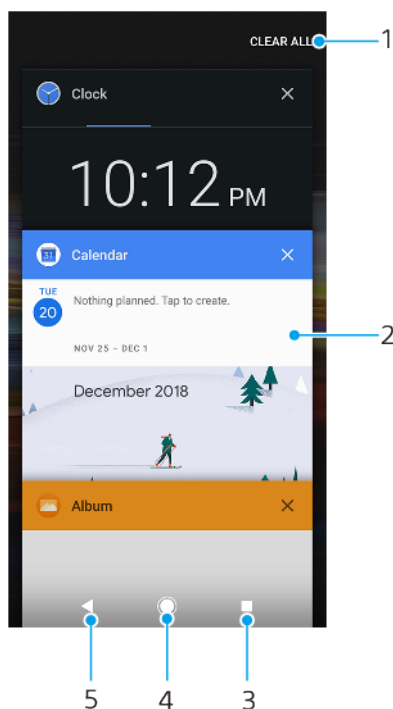 CLEAR ALL
1
Clock
10:12 PM
Calendar
31
TUE
20
Nothing planned. Tap to create.
2
NOV 25 – DEC 1
December 2018
Album
5
4
3